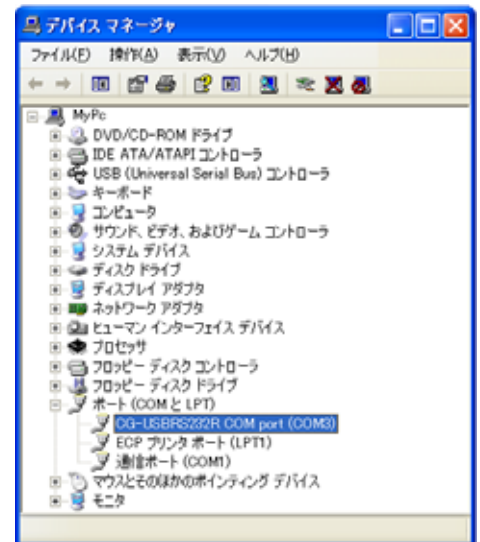 デバイス マネージャ
ファイル(F) 操作(A) 表示(V) ヘルプ(H)
MyPc
DVD/CD-ROM ドライブ
IDE ATA/ATAPI コントローラ
USB (Universal Serial Bus) コントローラ
キーボード
コンピュータ
サウンド、ビデオ、およびゲーム コントローラ
システム デバイス
ディスク ドライブ
ディスプレイ アダプタ
ネットワーク アダプタ
ヒューマン インターフェイス デバイス
プロセッサ
フロッピー ディスク コントローラ
フロッピー ディスク ドライブ
ポート (COM と LPT)
CG-USBRS232R COM port (COM3)
ECP プリンタ ポート (LPT1)
通信ポート (COM1)
マウスとそのほかのポインティング デバイス
モニタ